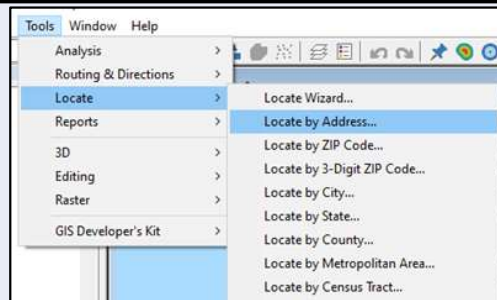 Tools Window Help
Analysis
Routing & Directions
Locate
Reports
3D
Editing
Raster
GIS Developer's Kit
Locate Wizard...
Locate by Address...
Locate by ZIP Code...
Locate by 3-Digit ZIP Code...
Locate by City...
Locate by State...
Locate by County...
Locate by Metropolitan Area...
Locate by Census Tract...